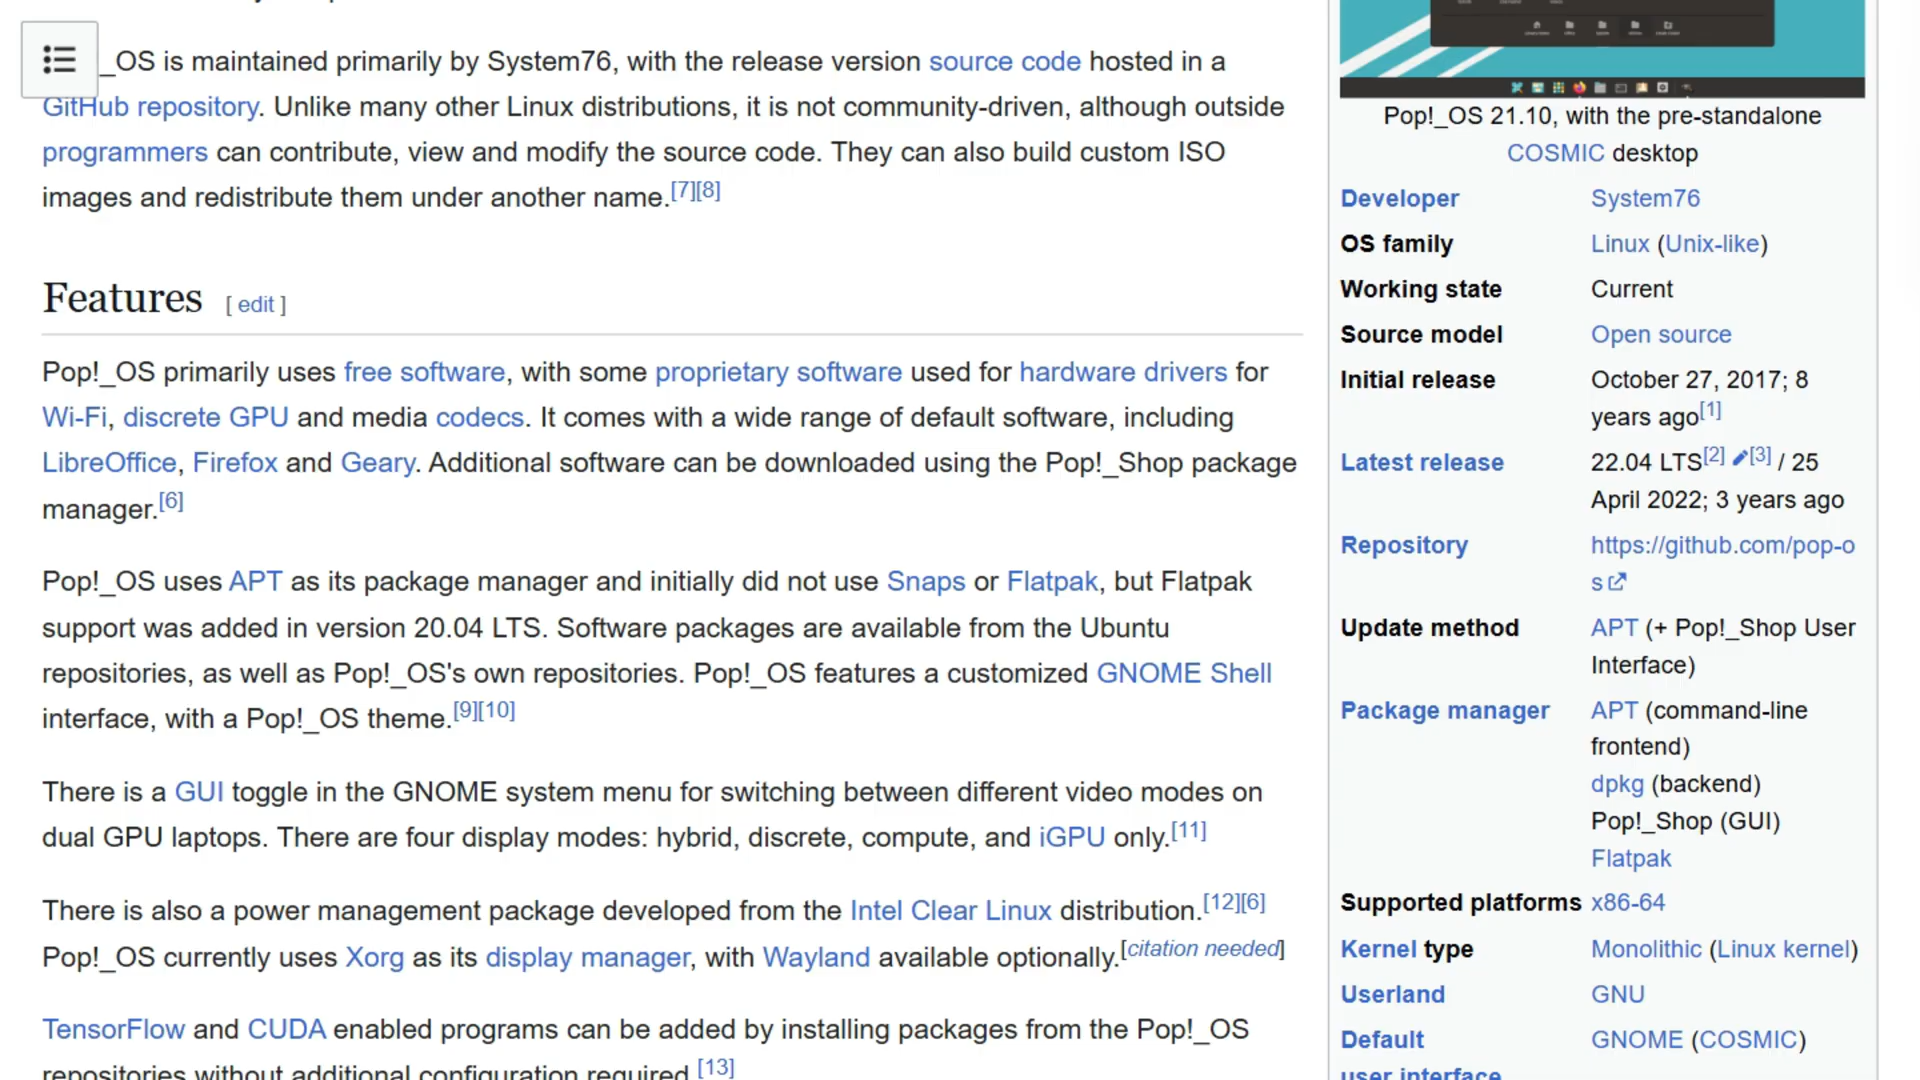 _OS is maintained primarily by System76, with the release version source code hosted in a
GitHub repository. Unlike many other Linux distributions, it is not community-driven, although outside
programmers can contribute, view and modify the source code. They can also build custom ISO
images and redistribute them under another name.[7][8]
Features [ edit ]
Pop!_OS primarily uses free software, with some proprietary software used for hardware drivers for
Wi-Fi, discrete GPU and media codecs. It comes with a wide range of default software, including
LibreOffice, Firefox and Geary. Additional software can be downloaded using the Pop!_Shop package
manager.[6]
Pop!_OS uses APT as its package manager and initially did not use Snaps or Flatpak, but Flatpak
support was added in version 20.04 LTS. Software packages are available from the Ubuntu
repositories, as well as Pop!_OS's own repositories. Pop!_OS features a customized GNOME Shell
interface, with a Pop!_OS theme.[9][10]
There is a GUI toggle in the GNOME system menu for switching between different video modes on
dual GPU laptops. There are four display modes: hybrid, discrete, compute, and iGPU only.[11]
There is also a power management package developed from the Intel Clear Linux distribution.[12][6]
Pop!_OS currently uses Xorg as its display manager, with Wayland available optionally.[citation needed]
TensorFlow and CUDA enabled programs can be added by installing packages from the Pop!_OS
repositories without additional configuration required.[13]
Pop!_OS 21.10, with the pre-standalone
COSMIC desktop
Developer System76
OS family Linux (Unix-like)
Working state Current
Source model Open source
Initial release October 27, 2017; 8
years ago[1]
Latest release 22.04 LTS[2] [3] / 25
April 2022; 3 years ago
Repository https://github.com/pop-o
s
Update method APT (+ Pop!_Shop User
Interface)
Package manager APT (command-line
frontend)
dpkg (backend)
Pop!_Shop (GUI)
Flatpak
Supported platforms x86-64
Kernel type Monolithic (Linux kernel)
Userland GNU
Default GNOME (COSMIC)
user interface